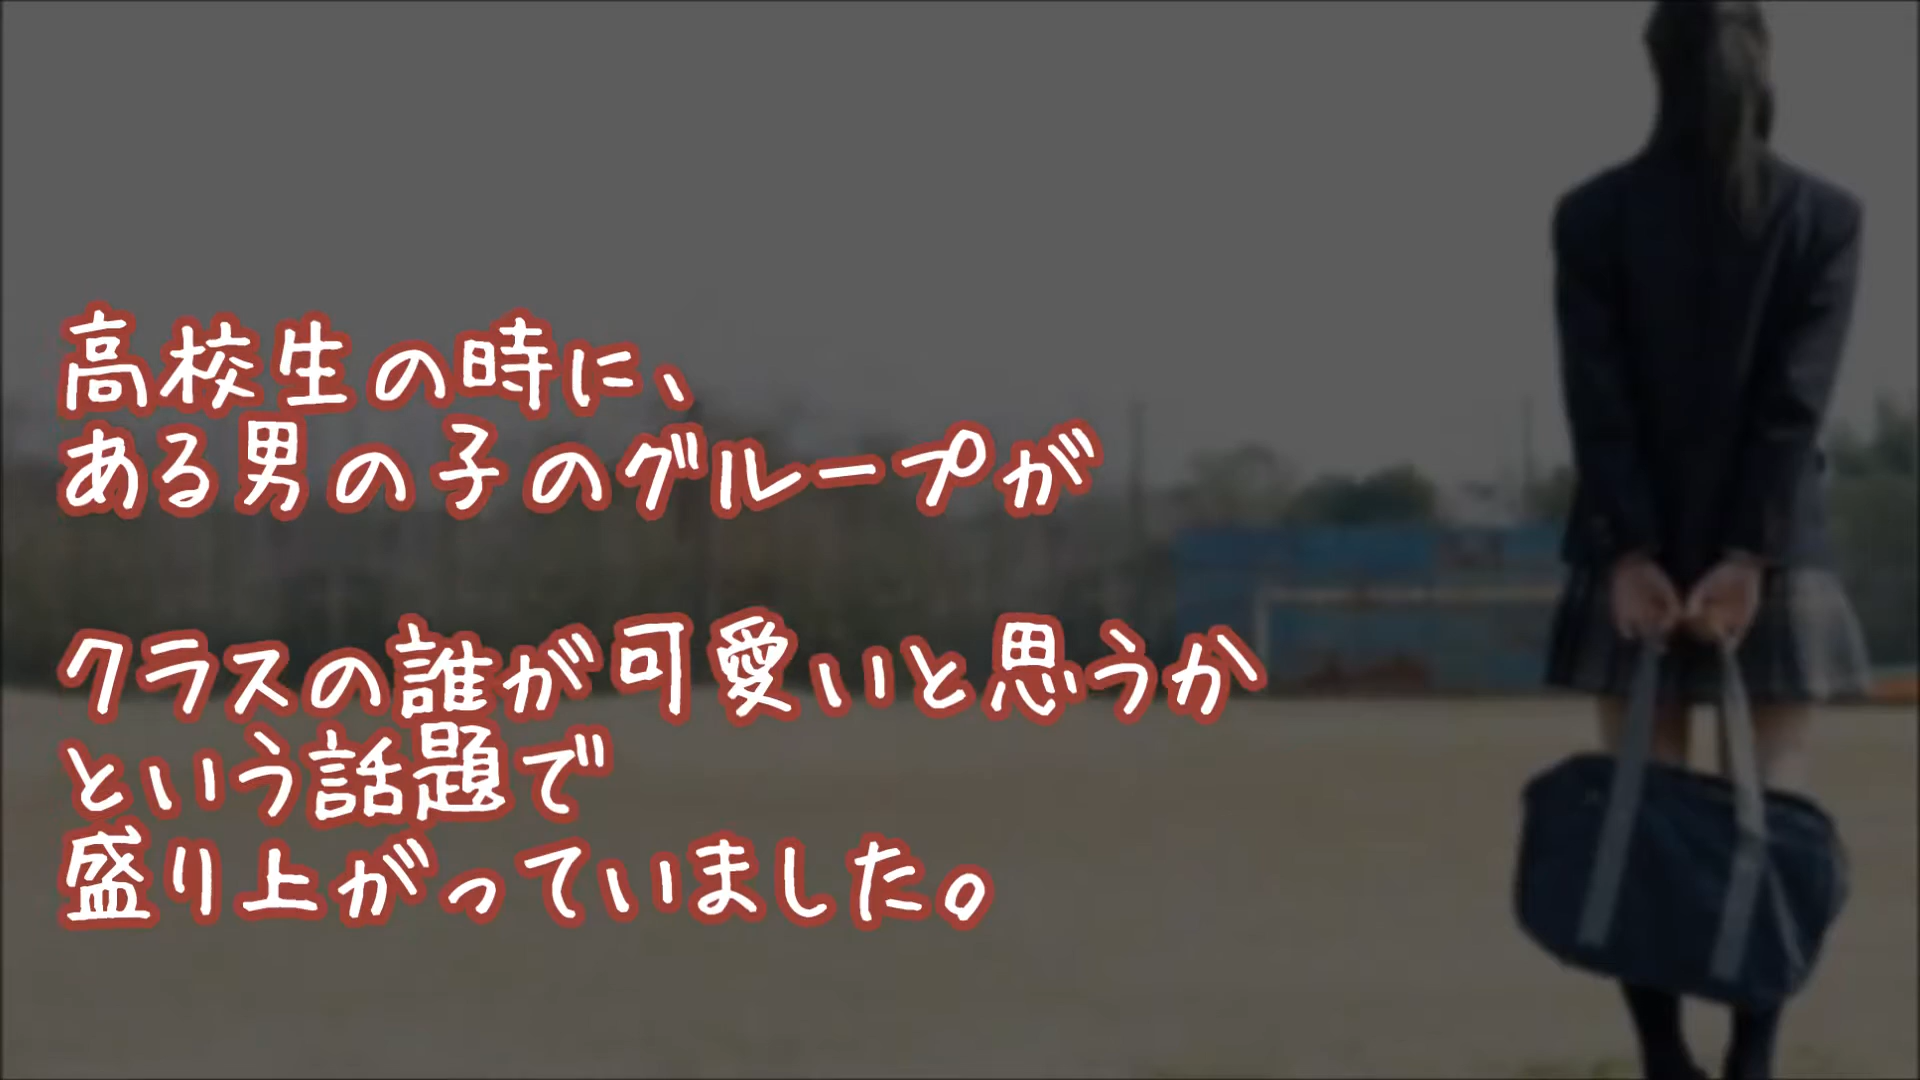 高校生の時に、
ある男の子のグループが
クラスの誰が可愛いと思うか
という話題で
盛り上がっていました。